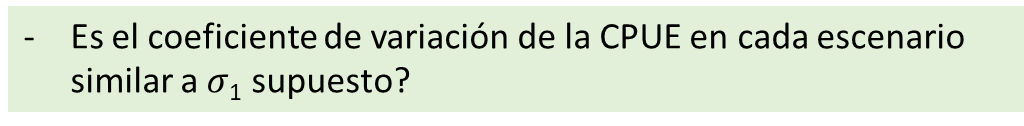 - Es el coeficiente de variación de la CPUE en cada escenario
similar a σ₁ supuesto?